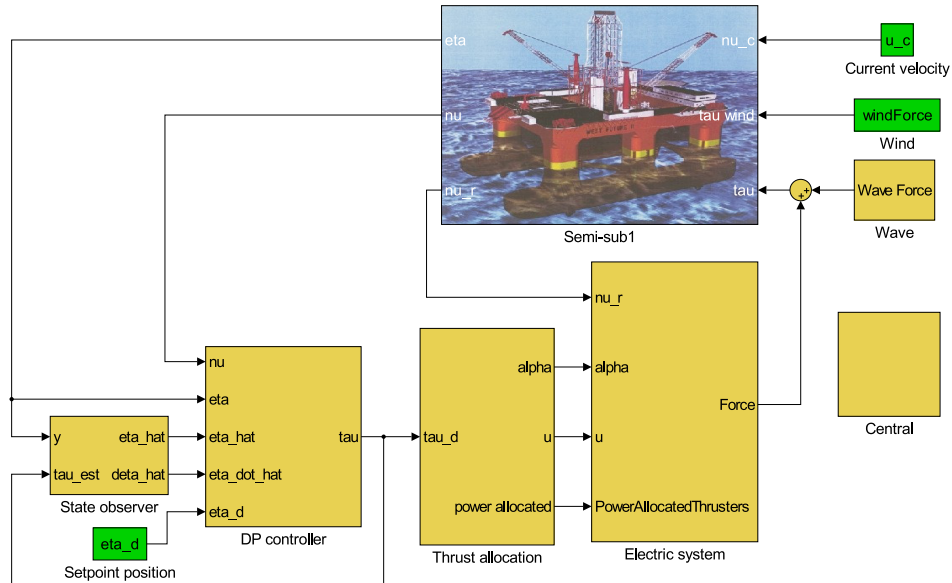 eta
nu
nu_r
nu_c
tau wind
tau
Semi-sub1
u_c
Current velocity
windForce
Wind
Wave Force
Wave
+
+
nu
eta
eta_hat
eta_dot_hat
eta_d
tau
DP controller
y
tau_est
eta_hat
deta_hat
State observer
eta_d
Setpoint position
tau_d
alpha
u
power allocated
Thrust allocation
nu_r
alpha
u
PowerAllocatedThrusters
Force
Electric system
Central